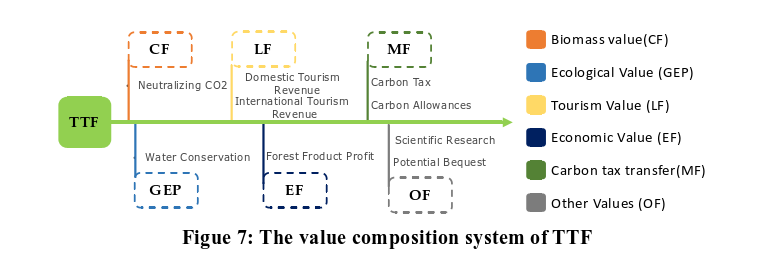 CF
LF
MF
Neutralizing CO2
Domestic Tourism
Revenue
International Tourism
Revenue
Carbon Tax
Carbon Allowances
TTF
Water Conservation
Forest Product Profit
Scientific Research
Potential Bequest
GEP
EF
OF
Biomass value(CF)
Ecological Value (GEP)
Tourism Value (LF)
Economic Value (EF)
Carbon tax transfer(MF)
Other Values (OF)
Figue 7: The value composition system of TTF